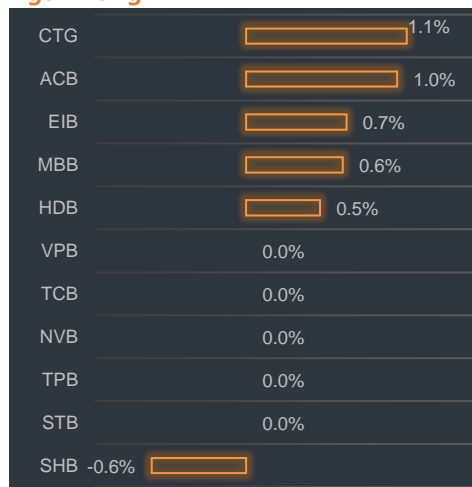 CTG 1.1%
ACB 1.0%
EIB 0.7%
MBB 0.6%
HDB 0.5%
VPB 0.0%
TCB 0.0%
NVB 0.0%
TPB 0.0%
STB 0.0%
SHB -0.6%